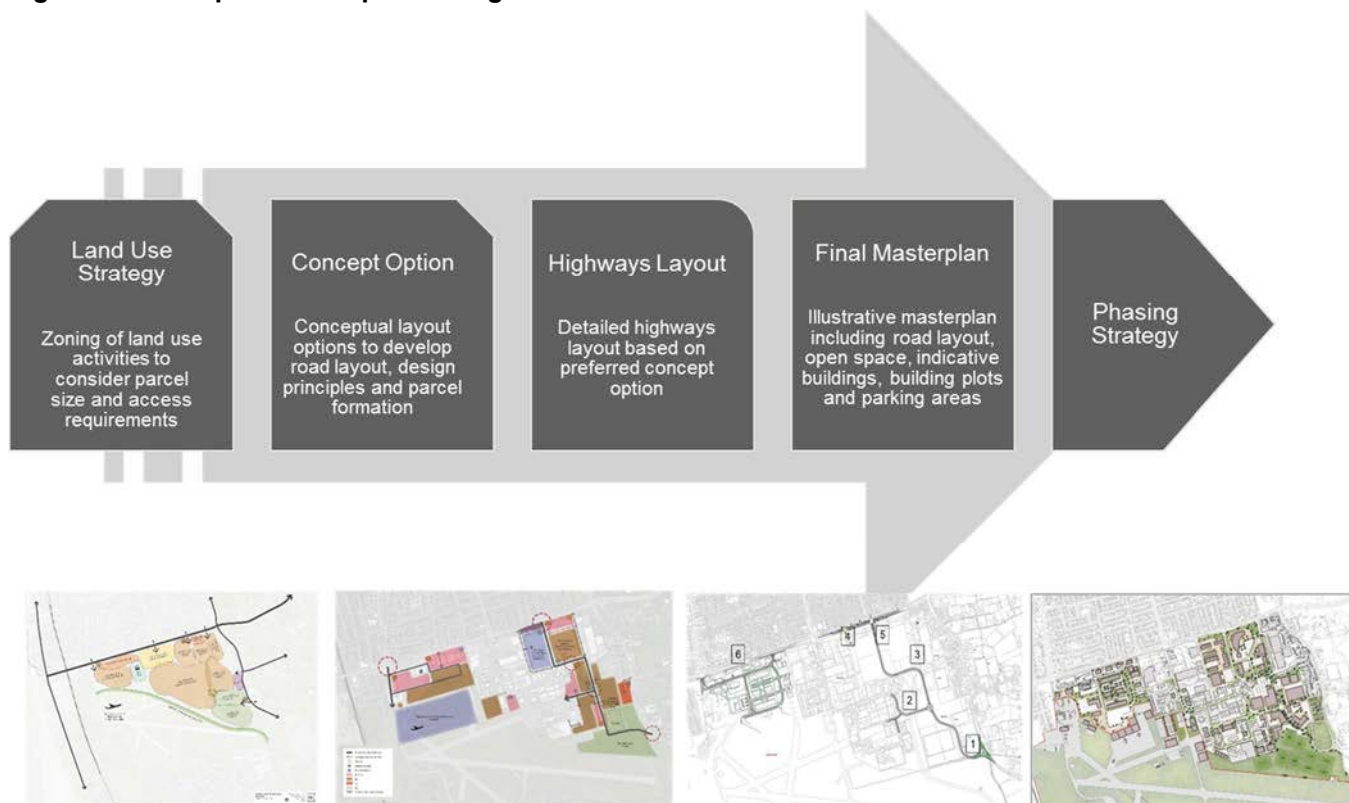 Land Use
Strategy
Zoning of land use
activities to
consider parcel
size and access
requirements
Concept Option
Conceptual layout
options to develop
road layout, design
principles and parcel
formation
Highways Layout
Detailed highways
layout based on
preferred concept
option
Final Masterplan
Illustrative masterplan
including road layout,
open space, indicative
buildings, building plots
and parking areas
Phasing
Strategy
6
4
5
3
2
1